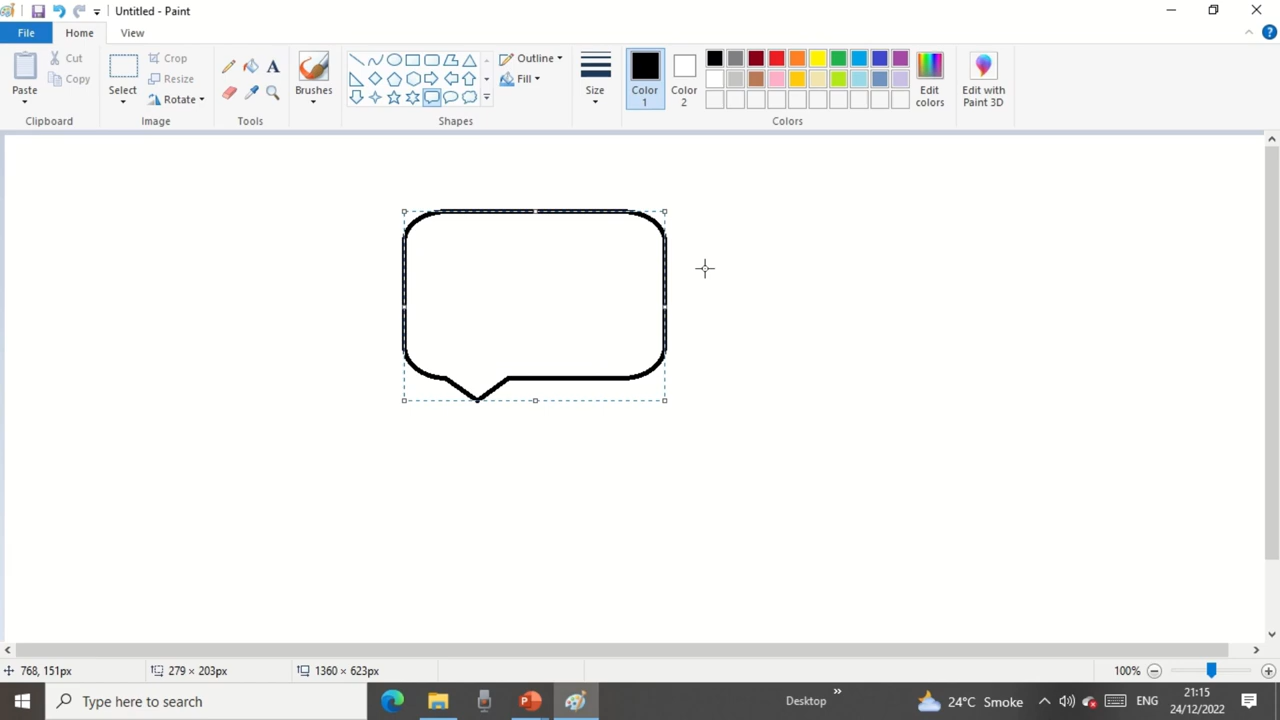 Untitled - Paint
File
Home
View
Paste
Cut
Copy
Clipboard
Select
Crop
Resize
Rotate
Image
A
Tools
Brushes
Shapes
Outline
Fill
Size
Color 1
Color 2
Edit colors
Colors
Edit with Paint 3D
768, 151px
279 × 203px
1360 × 623px
100%
Type here to search
Desktop
24°C Smoke
ENG
21:15
24/12/2022